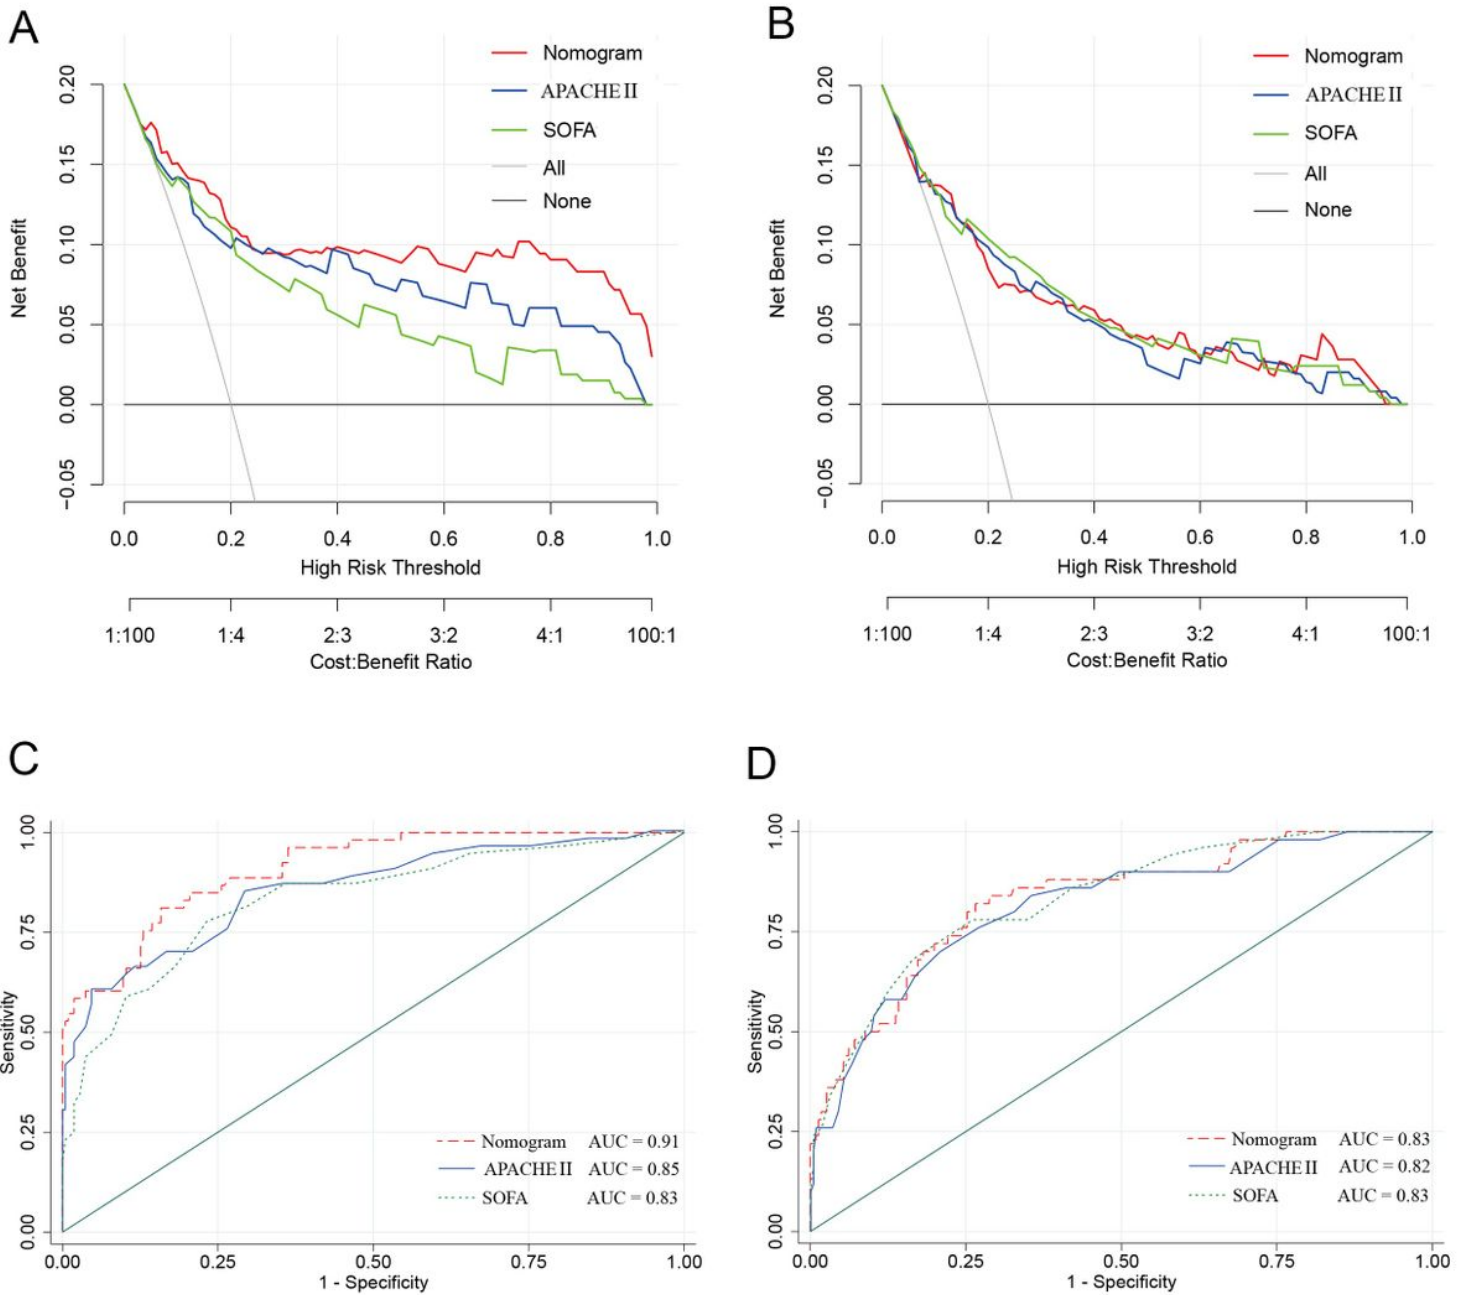 A
Nomogram
APACHE II
SOFA
All
None
Net Benefit
0.20
0.15
0.10
0.05
0.00
−0.05
0.0 0.2 0.4 0.6 0.8 1.0
High Risk Threshold
1:100 1:4 2:3 3:2 4:1 100:1
Cost:Benefit Ratio
B
Nomogram
APACHE II
SOFA
All
None
Net Benefit
0.20
0.15
0.10
0.05
0.00
−0.05
0.0 0.2 0.4 0.6 0.8 1.0
High Risk Threshold
1:100 1:4 2:3 3:2 4:1 100:1
Cost:Benefit Ratio
C
Sensitivity
1.00
0.75
0.50
0.25
0.00
Nomogram AUC = 0.91
APACHE II AUC = 0.85
SOFA AUC = 0.83
0.00 0.25 0.50 0.75 1.00
1 - Specificity
D
Sensitivity
1.00
0.75
0.50
0.25
0.00
Nomogram AUC = 0.83
APACHE II AUC = 0.82
SOFA AUC = 0.83
0.00 0.25 0.50 0.75 1.00
1 - Specificity